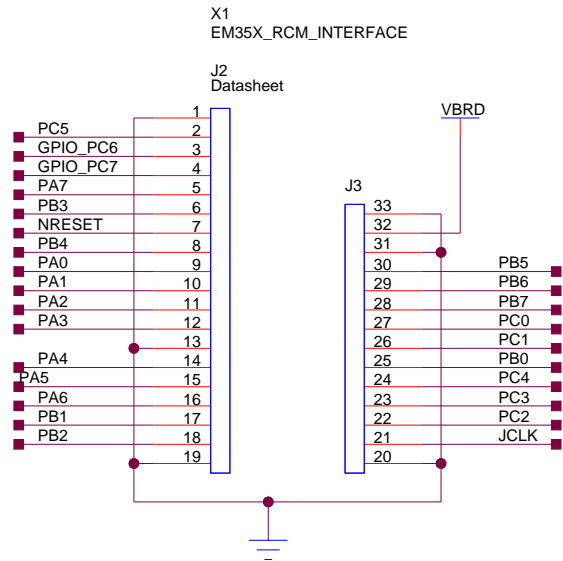 X1
EM35X_RCM_INTERFACE
J2
Datasheet
1
PC5 2
GPIO_PC6 3
GPIO_PC7 4
PA7 5
PB3 6
NRESET 7
PB4 8
PA0 9
PA1 10
PA2 11
PA3 12
13
PA4 14
PA5 15
PA6 16
PB1 17
PB2 18
19
VBRD
J3
33
32
31
30 PB5
29 PB6
28 PB7
27 PC0
26 PC1
25 PB0
24 PC4
23 PC3
22 PC2
21 JCLK
20